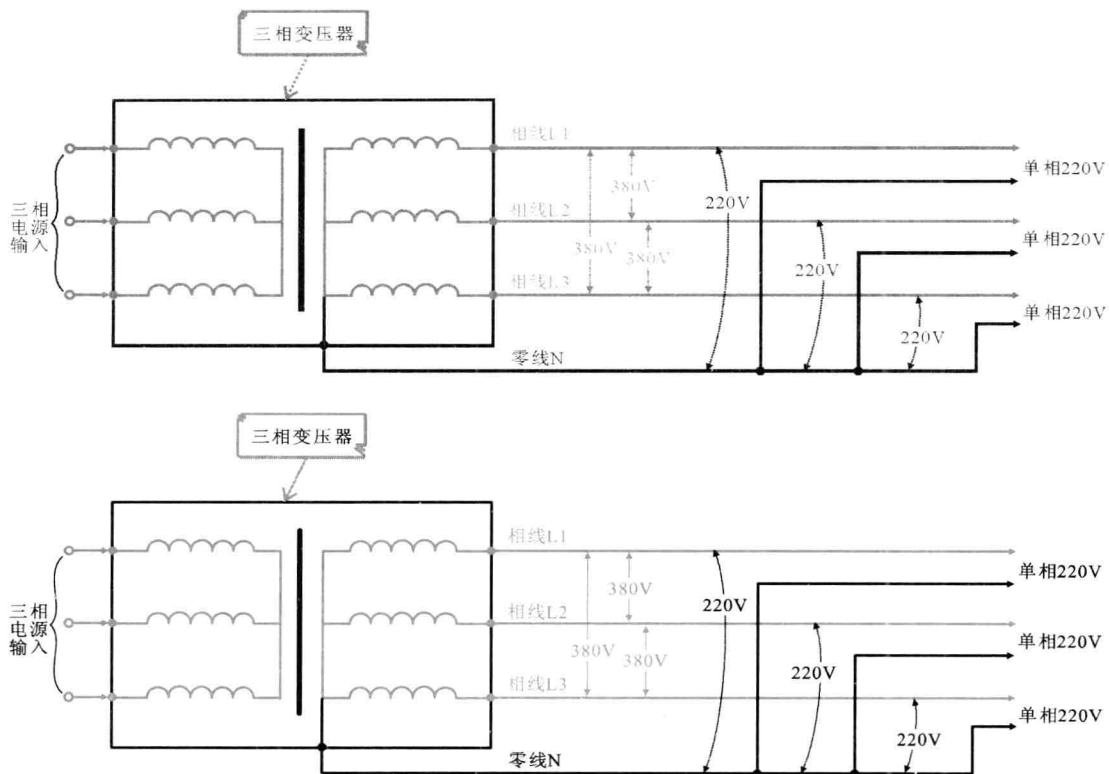 三相变压器
相线L1
单相220V
380V
220V
三相
电源
输入
相线L2
单相220V
380V
380V
220V
相线L3
单相220V
220V
零线N
三相变压器
相线L1
单相220V
380V
220V
三相
电源
输入
相线L2
单相220V
380V
380V
220V
相线L3
单相220V
220V
零线N